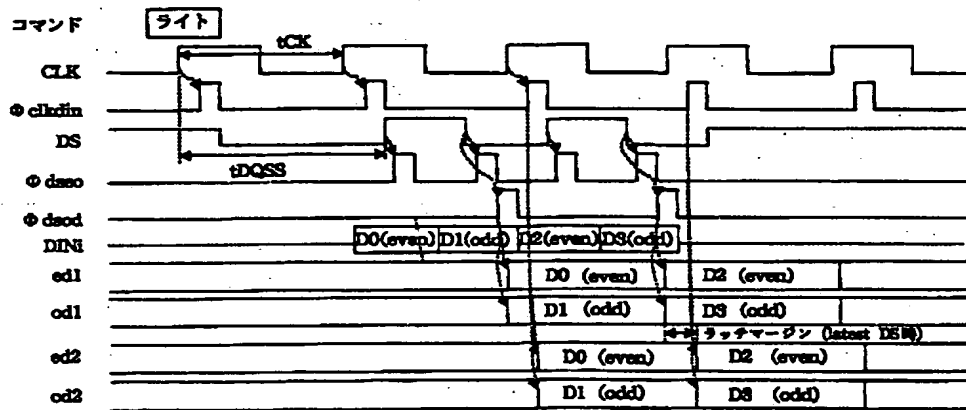 コマンド ライト
tCK
CLK
Φ clkdin
DS
tDQSS
Φ dseo
Φ dsod
DINi D0(even) D1(odd) D2(even) D3(odd)
ed1 D0 (even) D2 (even)
od1 D1 (odd) D3 (odd)
ラッチマージン (latest DS時)
ed2 D0 (even) D2 (even)
od2 D1 (odd) D3 (odd)